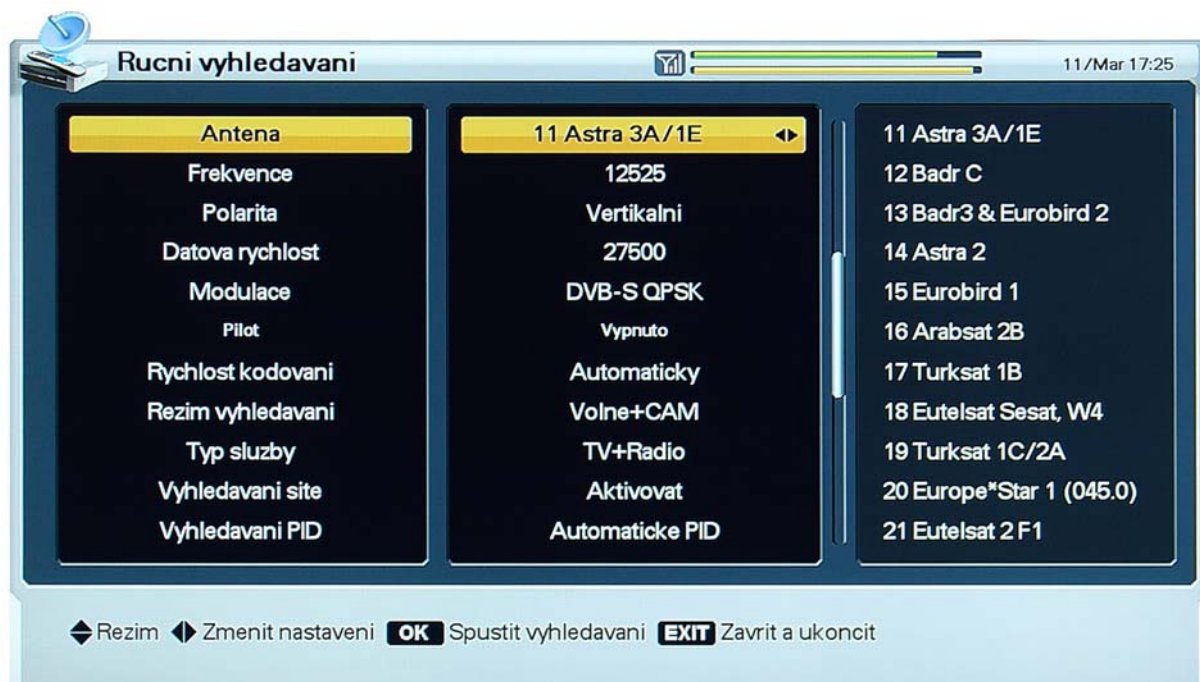 Rucni vyhledavani
11/Mar 17:25
Antena
11 Astra 3A/1E
Frekvence
12525
Polarita
Vertikalni
Datova rychlost
27500
Modulace
DVB-S QPSK
Pilot
Vypnuto
Rychlost kodovani
Automaticky
Rezim vyhledavani
Volne+CAM
Typ sluzby
TV+Radio
Vyhledavani site
Aktivovat
Vyhledavani PID
Automaticke PID
11 Astra 3A/1E
12 Badr C
13 Badr3 & Eurobird 2
14 Astra 2
15 Eurobird 1
16 Arabsat 2B
17 Turksat 1B
18 Eutelsat Sesat, W4
19 Turksat 1C/2A
20 Europe*Star 1 (045.0)
21 Eutelsat 2 F1
Rezim Zmenit nastaveni OK Spustit vyhledavani EXIT Zavrit a ukoncit